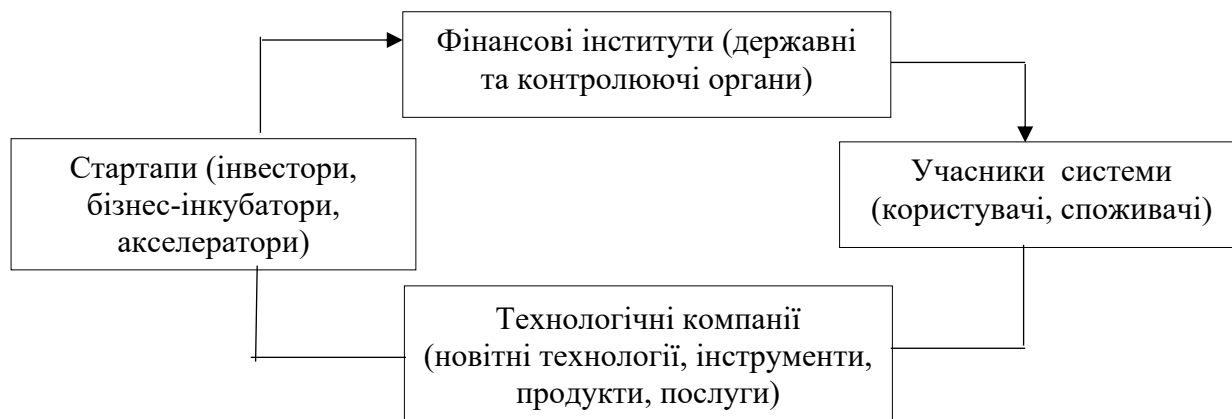 Фінансові інститути (державні
та контролюючі органи)
Стартапи (інвестори,
бізнес-інкубатори,
акселератори)
Учасники системи
(користувачі, споживачі)
Технологічні компанії
(новітні технології, інструменти,
продукти, послуги)